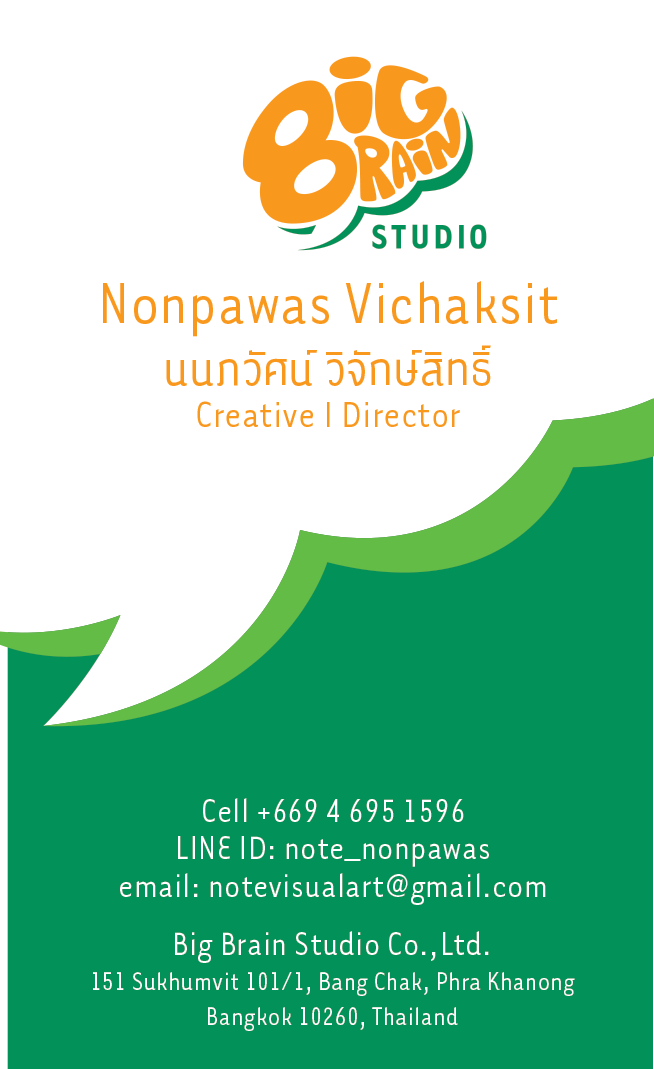 BiG
BRAiN
STUDIO
Nonpawas Vichaksit
นนภวัศน์ วิจักษ์สิทธิ์
Creative | Director
Cell +669 4 695 1596
LINE ID: note_nonpawas
email: notevisualart@gmail.com
Big Brain Studio Co.,Ltd.
151 Sukhumvit 101/1, Bang Chak, Phra Khanong
Bangkok 10260, Thailand